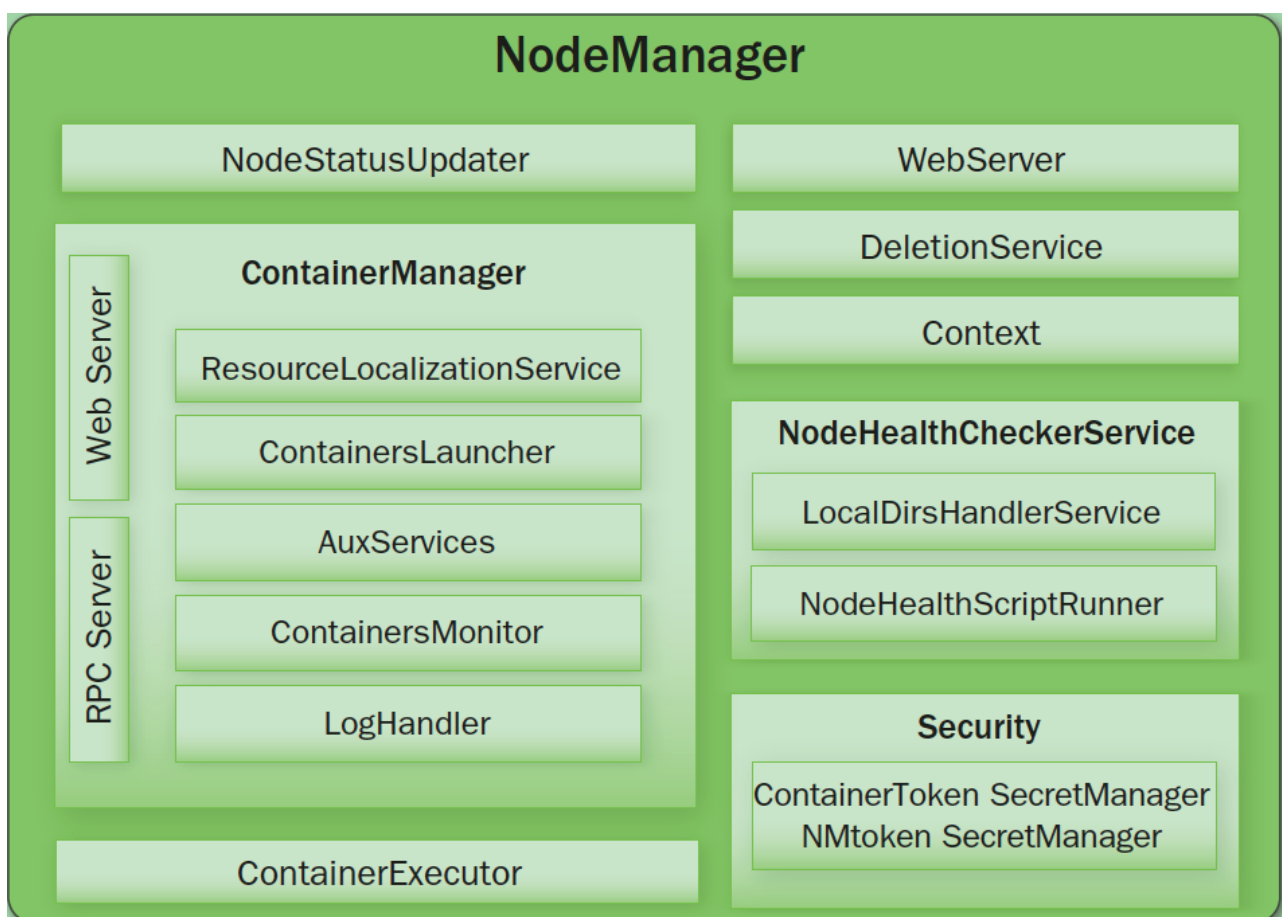 NodeManager
NodeStatusUpdater
ContainerManager
Web Server
RPC Server
ResourceLocalizationService
ContainersLauncher
AuxServices
ContainersMonitor
LogHandler
ContainerExecutor
WebServer
DeletionService
Context
NodeHealthCheckerService
LocalDirsHandlerService
NodeHealthScriptRunner
Security
ContainerToken SecretManager
NMtoken SecretManager